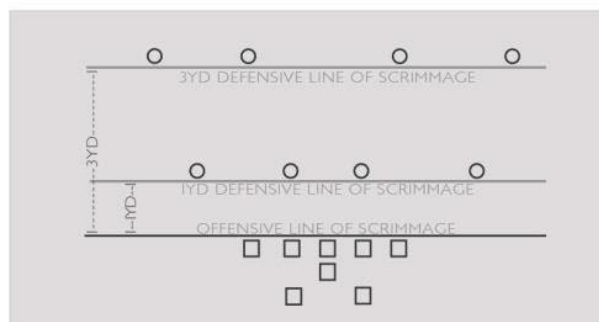 3YD DEFENSIVE LINE OF SCRIMMAGE
3YD
1YD DEFENSIVE LINE OF SCRIMMAGE
1YD
OFFENSIVE LINE OF SCRIMMAGE